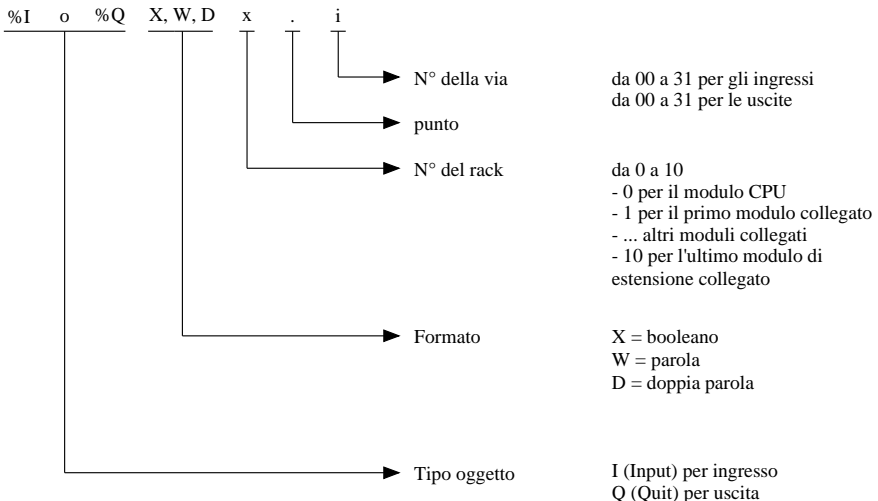 %I o %Q X, W, D x . i
N° della via da 00 a 31 per gli ingressi
da 00 a 31 per le uscite
punto
N° del rack da 0 a 10
- 0 per il modulo CPU
- 1 per il primo modulo collegato
- ... altri moduli collegati
- 10 per l'ultimo modulo di
estensione collegato
Formato X = booleano
W = parola
D = doppia parola
Tipo oggetto I (Input) per ingresso
Q (Quit) per uscita